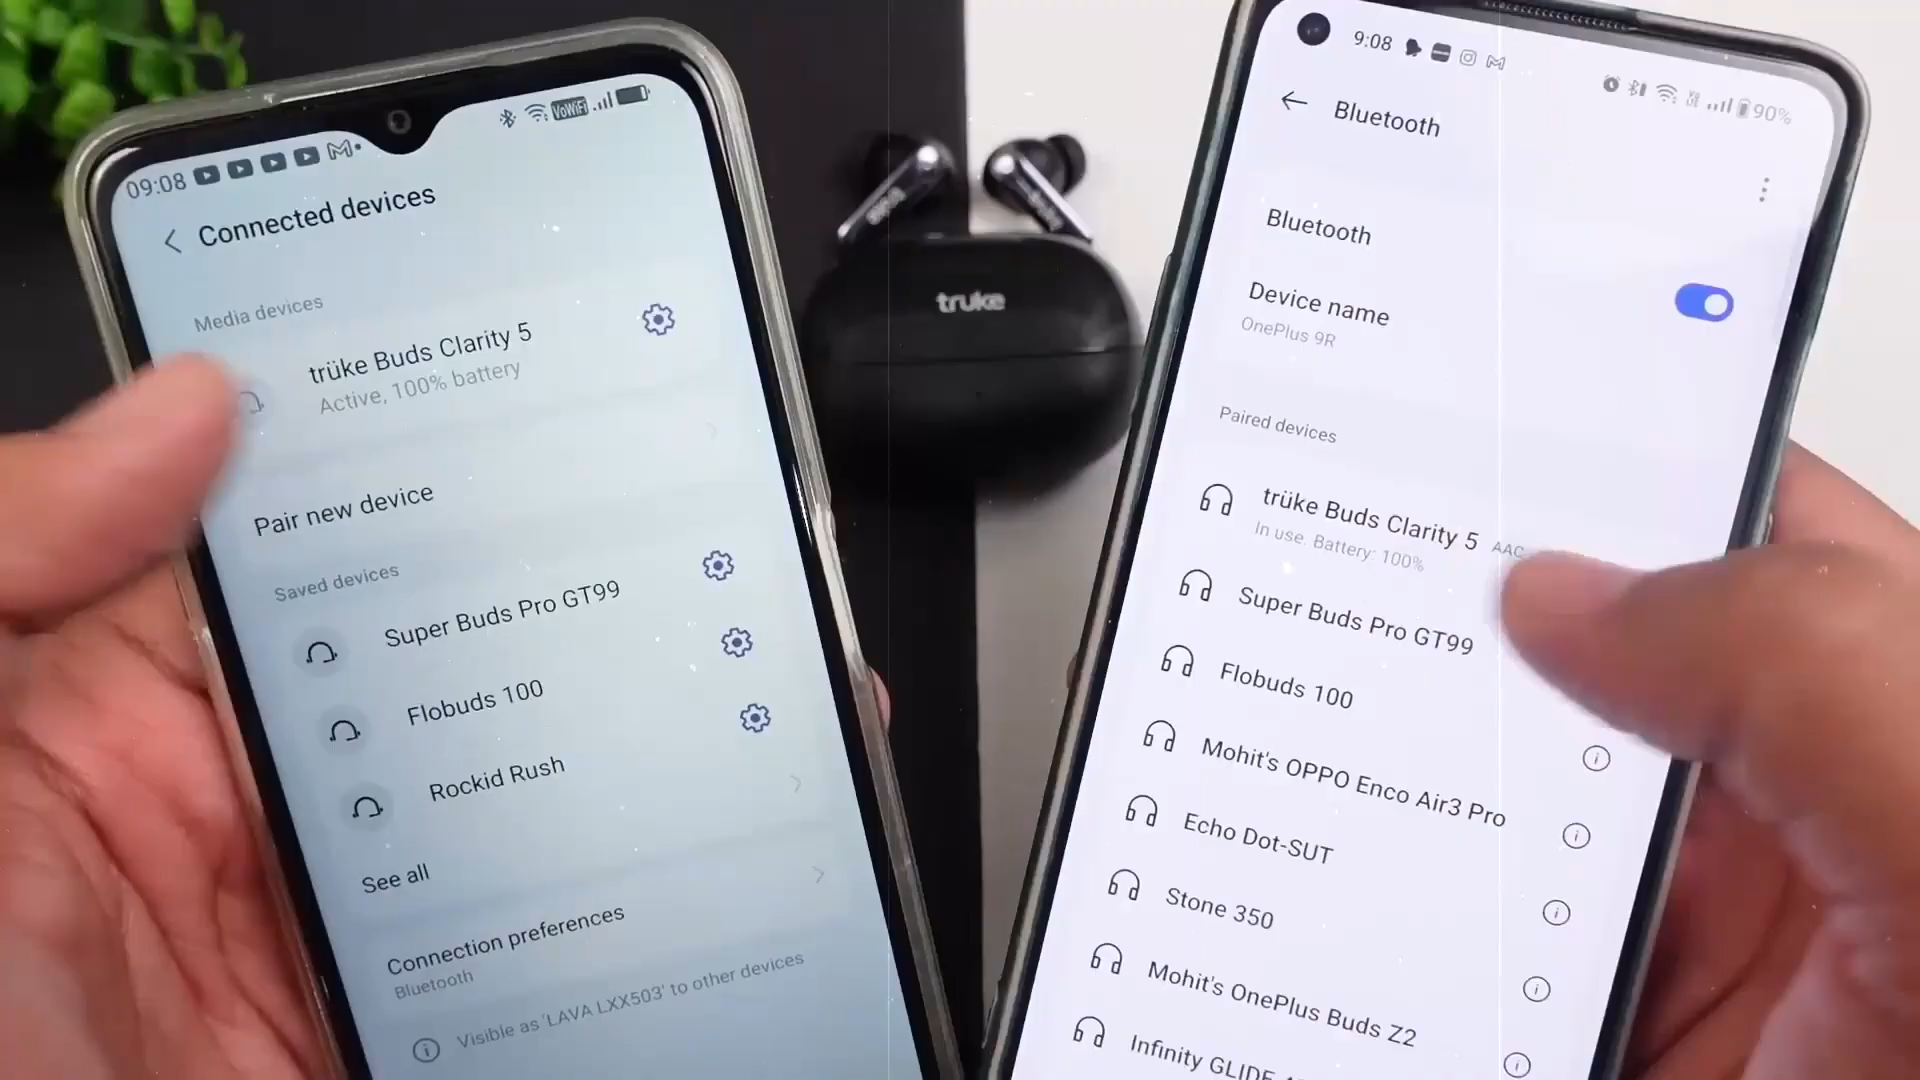 09:08
VoWiFi
Connected devices
Media devices
trüke Buds Clarity 5
Active, 100% battery
Pair new device
Saved devices
Super Buds Pro GT99
Flobuds 100
Rockid Rush
See all
Connection preferences
Bluetooth
Visible as 'LAVA LXX503' to other devices
truke
9:08
90%
Bluetooth
Bluetooth
Device name
OnePlus 9R
Paired devices
trüke Buds Clarity 5 AAC
In use. Battery: 100%
Super Buds Pro GT99
Flobuds 100
Mohit's OPPO Enco Air3 Pro
Echo Dot-SUT
Stone 350
Mohit's OnePlus Buds Z2
Infinity GLIDE